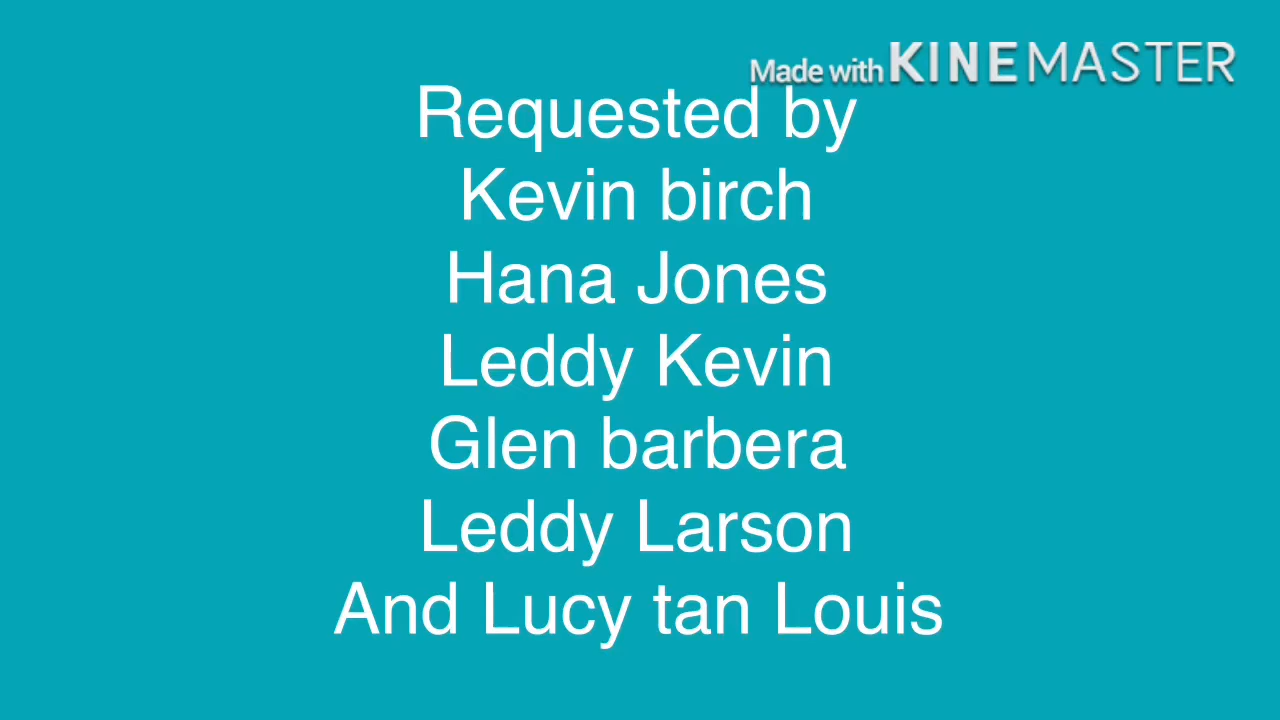 Made with KINEMASTER
Requested by
Kevin birch
Hana Jones
Leddy Kevin
Glen barbera
Leddy Larson
And Lucy tan Louis